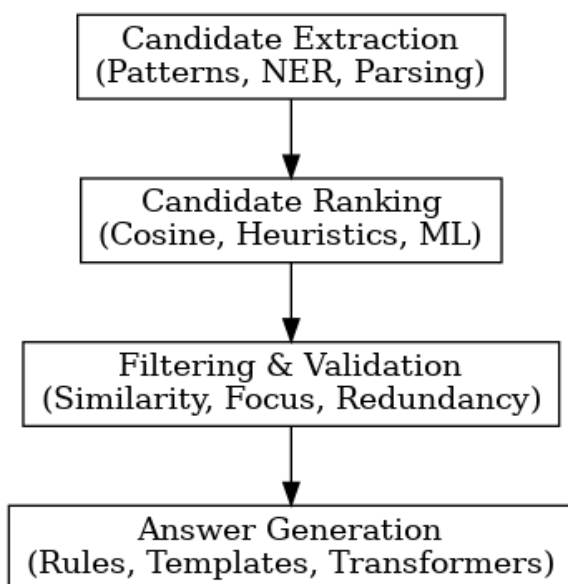 Candidate Extraction
(Patterns, NER, Parsing)
Candidate Ranking
(Cosine, Heuristics, ML)
Filtering & Validation
(Similarity, Focus, Redundancy)
Answer Generation
(Rules, Templates, Transformers)